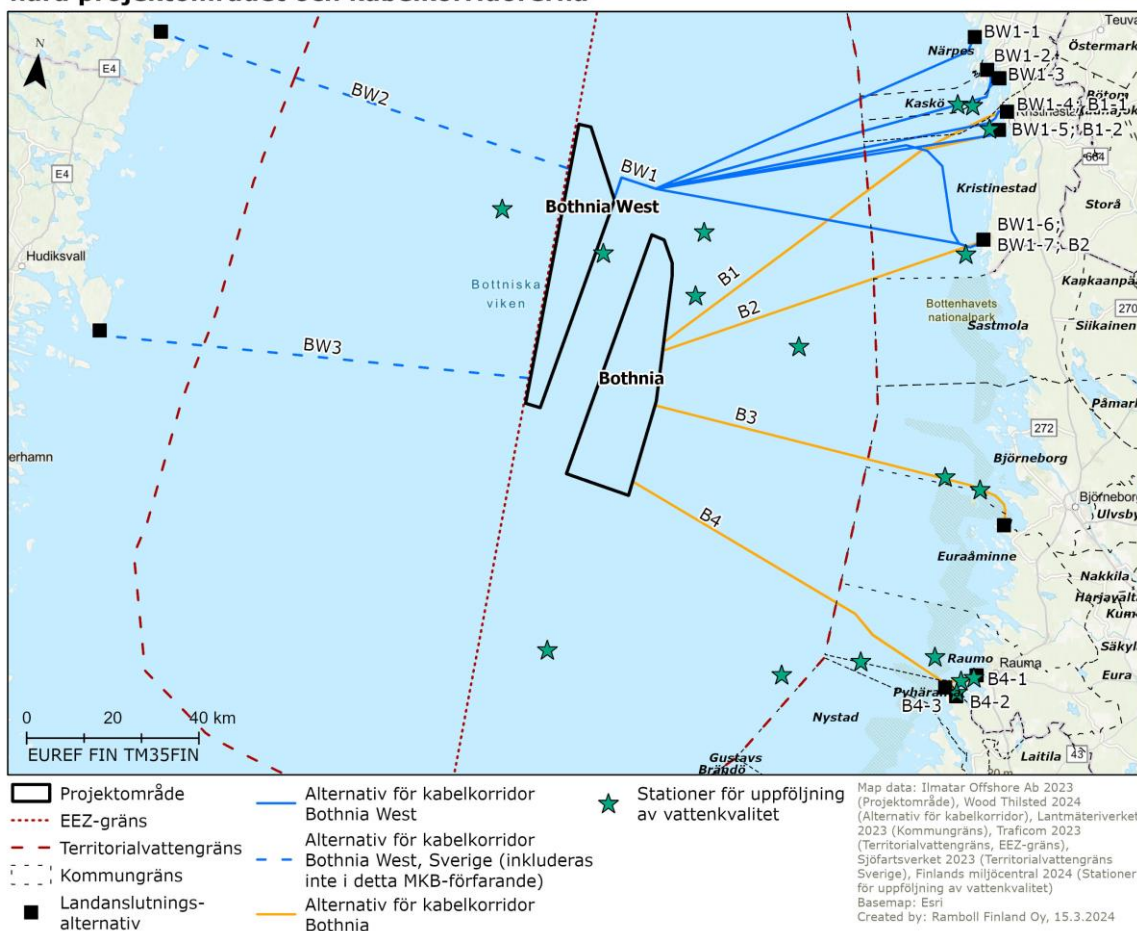 nära projektområdet och kabelkorridorerna
N
E4
E4
E4
Hudiksvall
erhamn
BW2
BW3
BW1
Bothnia West
Bottniska
viken
Bothnia
B1
B2
B3
B4
BW1-1
BW1-2
BW1-3
BW1-4; B1-1
BW1-5; B1-2
BW1-6;
BW1-7; B2
Teuva
Närpes
Östermark
Kaskö
Bötom
Kristinestad
664
Storå
Kankaanpää
Bottenhavets
nationalpark
Sastmola
Siikainen
270
Påmark
272
Björneborg
Björneborg
Ulvsby
Euraåminne
Nakkila
Harjavalta
Kumo
Säkylä
Raumo
Rauma
Eura
B4-1
Pyhäranta
B4-3
B4-2
Nystad
Gustavs
Brändö
Laitila
43
0 20 40 km
EUREF FIN TM35FIN
Projektområde
EEZ-gräns
Territorialvattengräns
Kommungräns
Landanslutnings-
alternativ
Alternativ för kabelkorridor
Bothnia West
Alternativ för kabelkorridor
Bothnia West, Sverige (inkluderas
inte i detta MKB-förfarande)
Alternativ för kabelkorridor
Bothnia
Stationer för uppföljning
av vattenkvalitet
Map data: Ilmatar Offshore Ab 2023
(Projektområde), Wood Thilsted 2024
(Alternativ för kabelkorridor), Lantmäteriverket
2023 (Kommungräns), Traficom 2023
(Territorialvattengräns, EEZ-gräns),
Sjöfartsverket 2023 (Territorialvattengräns
Sverige), Finlands miljöcentral 2024 (Stationer
för uppföljning av vattenkvalitet)
Basemap: Esri
Created by: Ramboll Finland Oy, 15.3.2024